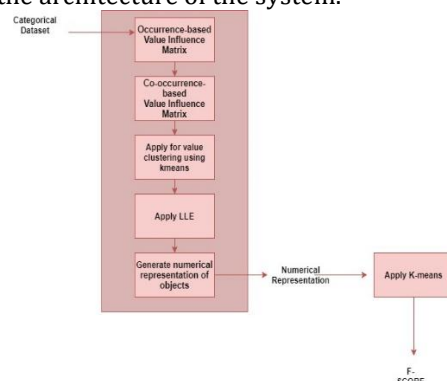 the architecture of the system.
Categorical
Dataset
Occurrence-based
Value Influence
Matrix
Co-occurrence-
based
Value Influence
Matrix
Apply for value
clustering using
kmeans
Apply LLE
Generate numerical
representation of
objects
Numerical
Representation
Apply K-means
F-
SCORE